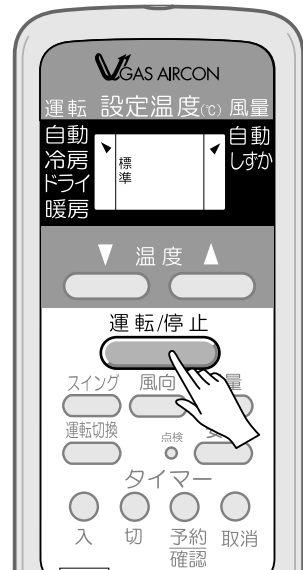 VGAS AIRCON
運転 設定温度(℃) 風量
自動
冷房
ドライ
暖房
標準
自動
しずか
▼ 温度 ▲
運転/停止
スイング 風向 量
運転切換 点検
タイマー
入 切 予約確認 取消